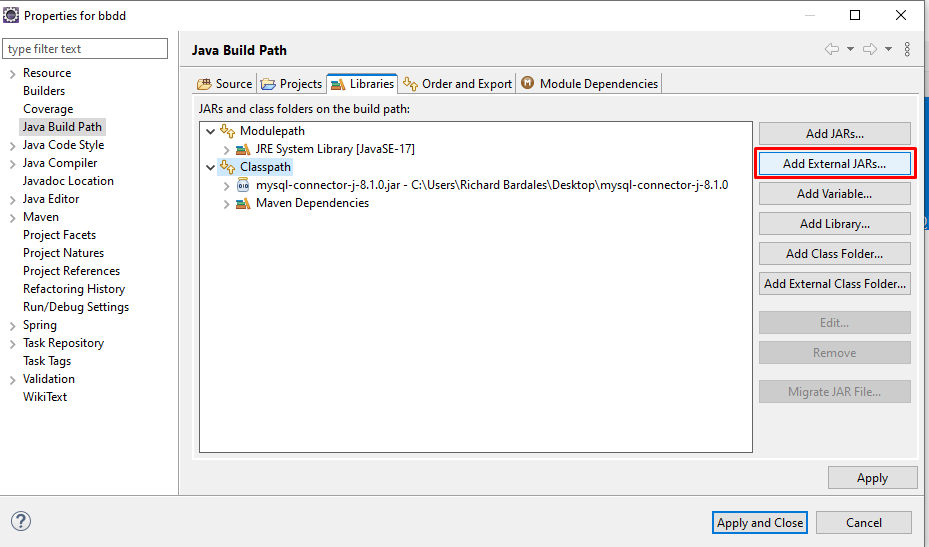 Properties for bbdd
type filter text
Resource
Builders
Coverage
Java Build Path
Java Code Style
Java Compiler
Javadoc Location
Java Editor
Maven
Project Facets
Project Natures
Project References
Refactoring History
Run/Debug Settings
Spring
Task Repository
Task Tags
Validation
WikiText
Java Build Path
Source Projects Libraries Order and Export Module Dependencies
JARs and class folders on the build path:
Modulepath
JRE System Library [JavaSE-17]
Classpath
mysql-connector-j-8.1.0.jar - C:\Users\Richard Bardales\Desktop\mysql-connector-j-8.1.0
Maven Dependencies
Add JARs...
Add External JARs...
Add Variable...
Add Library...
Add Class Folder...
Add External Class Folder...
Edit...
Remove
Migrate JAR File...
Apply
Apply and Close
Cancel